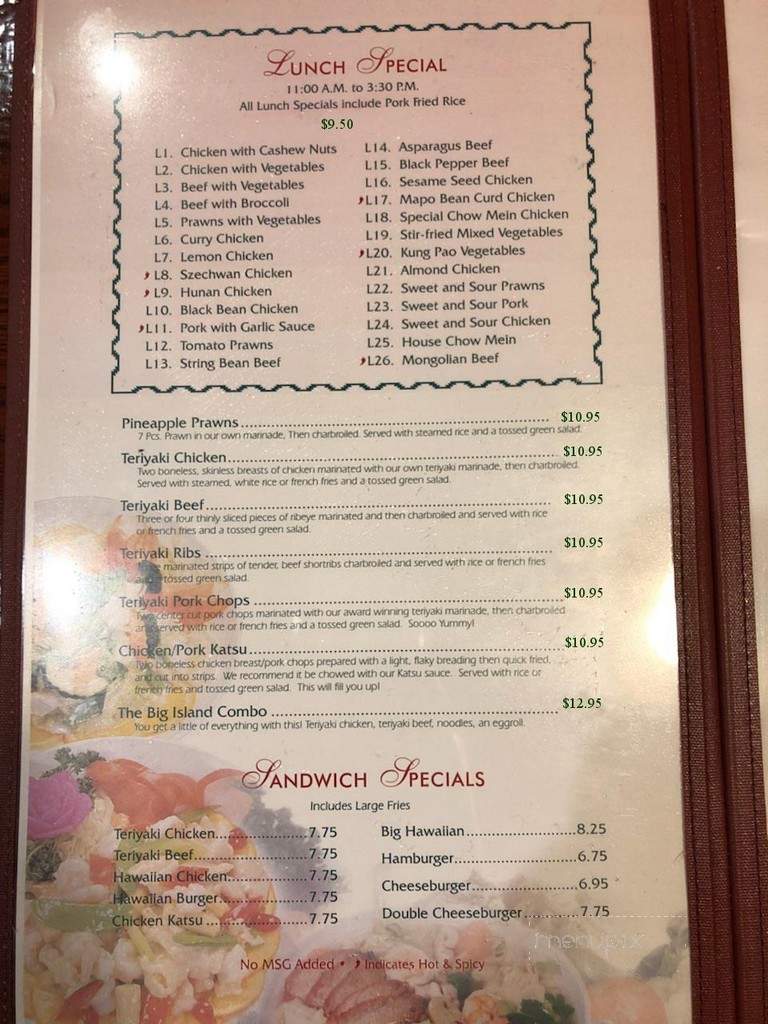 Lunch Special
11:00 A.M. to 3:30 P.M.
All Lunch Specials include Pork Fried Rice
$9.50
L1. Chicken with Cashew Nuts
L2. Chicken with Vegetables
L3. Beef with Vegetables
L4. Beef with Broccoli
L5. Prawns with Vegetables
L6. Curry Chicken
L7. Lemon Chicken
L8. Szechwan Chicken
L9. Hunan Chicken
L10. Black Bean Chicken
L11. Pork with Garlic Sauce
L12. Tomato Prawns
L13. String Bean Beef
L14. Asparagus Beef
L15. Black Pepper Beef
L16. Sesame Seed Chicken
L17. Mapo Bean Curd Chicken
L18. Special Chow Mein Chicken
L19. Stir-fried Mixed Vegetables
L20. Kung Pao Vegetables
L21. Almond Chicken
L22. Sweet and Sour Prawns
L23. Sweet and Sour Pork
L24. Sweet and Sour Chicken
L25. House Chow Mein
L26. Mongolian Beef
Pineapple Prawns $10.95
7 Pcs. Prawn in our own marinade, Then charbroiled. Served with steamed rice and a tossed green salad.
Teriyaki Chicken $10.95
Two boneless, skinless breasts of chicken marinated with our own teriyaki marinade, then charbroiled.
Served with steamed, white rice or french fries and a tossed green salad.
Teriyaki Beef $10.95
Three or four thinly sliced pieces of ribeye marinated and then charbroiled and served with rice
or french fries and a tossed green salad.
Teriyaki Ribs $10.95
marinated strips of tender, beef shortribs charbroiled and served with rice or french fries
tossed green salad.
Teriyaki Pork Chops $10.95
Two center cut pork chops marinated with our award winning teriyaki marinade, then charbroiled
and served with rice or french fries and a tossed green salad. Soooo Yummy!
Chicken/Pork Katsu $10.95
Two boneless chicken breast/pork chops prepared with a light, flaky breading then quick fried,
and cut into strips. We recommend it be chowed with our Katsu sauce. Served with rice or
french fries and tossed green salad. This will fill you up!
The Big Island Combo $12.95
You get a little of everything with this! Teriyaki chicken, teriyaki beef, noodles, an eggroll.
Sandwich Specials
Includes Large Fries
Teriyaki Chicken 7.75
Teriyaki Beef 7.75
Hawaiian Chicken 7.75
Hawaiian Burger 7.75
Chicken Katsu 7.75
Big Hawaiian 8.25
Hamburger 6.75
Cheeseburger 6.95
Double Cheeseburger 7.75
menupix
No MSG Added • Indicates Hot & Spicy